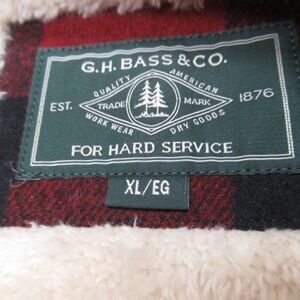 G.H. BASS & CO.
QUALITY AMERICAN
EST. TRADE MARK 1876
WORK WEAR DRY GOODS
FOR HARD SERVICE
XL/EG